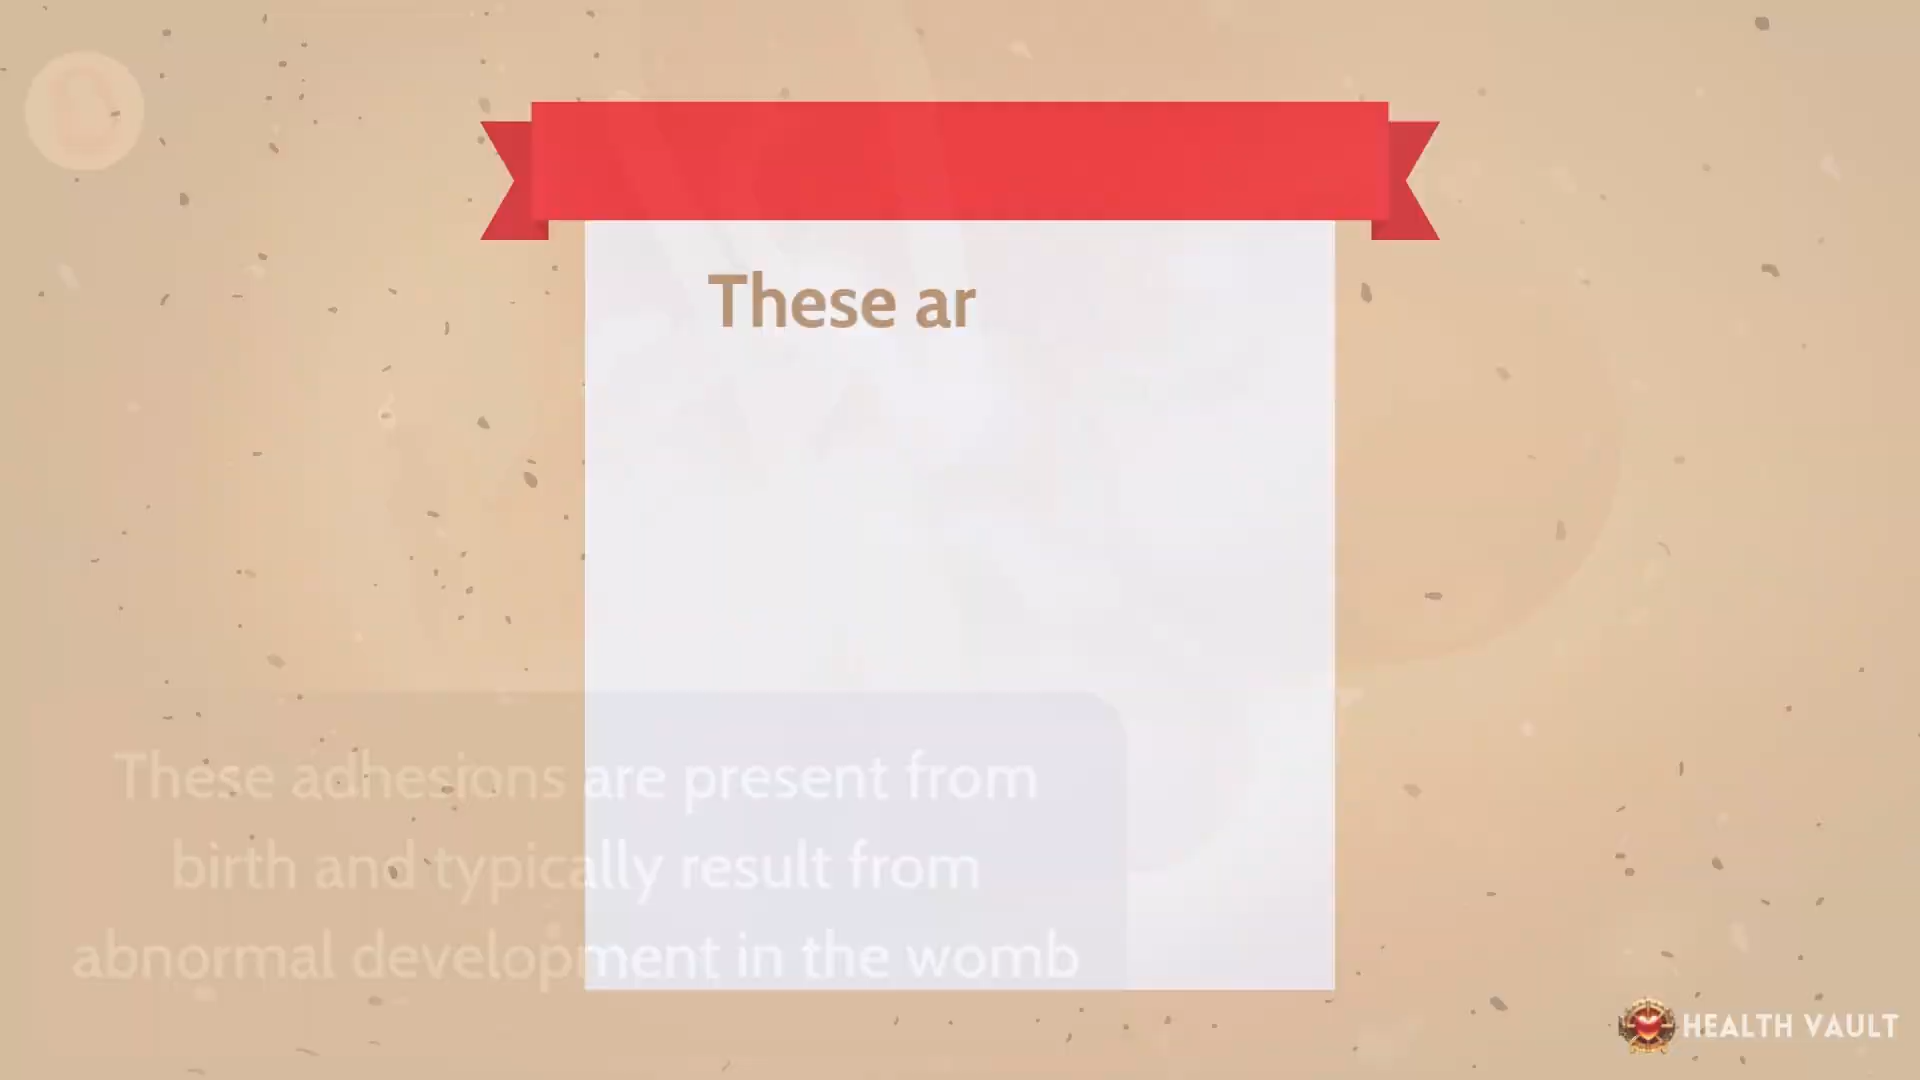 These ar
These adhesions are present from
birth and typically result from
abnormal development in the womb
HEALTH VAULT